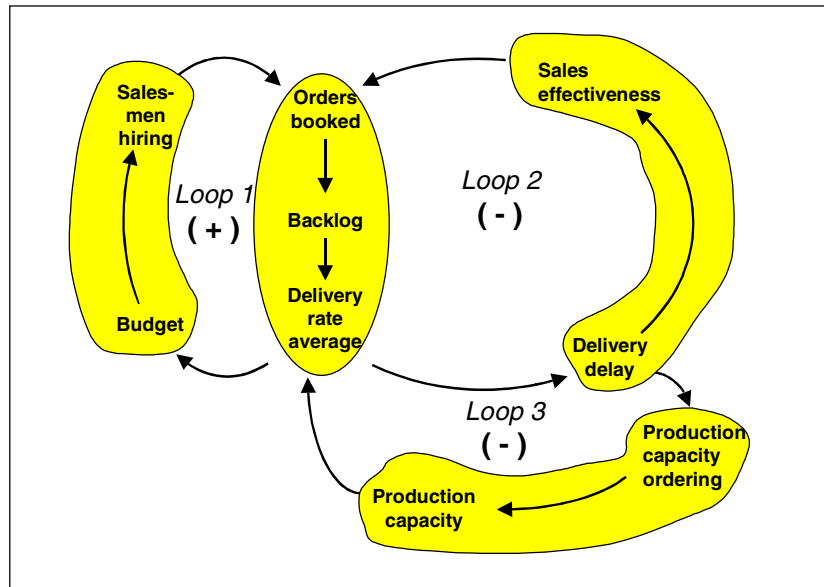 Sales-
men
hiring
Budget
Loop 1
( + )
Orders
booked
Backlog
Delivery
rate
average
Loop 2
( - )
Sales
effectiveness
Delivery
delay
Loop 3
( - )
Production
capacity
ordering
Production
capacity